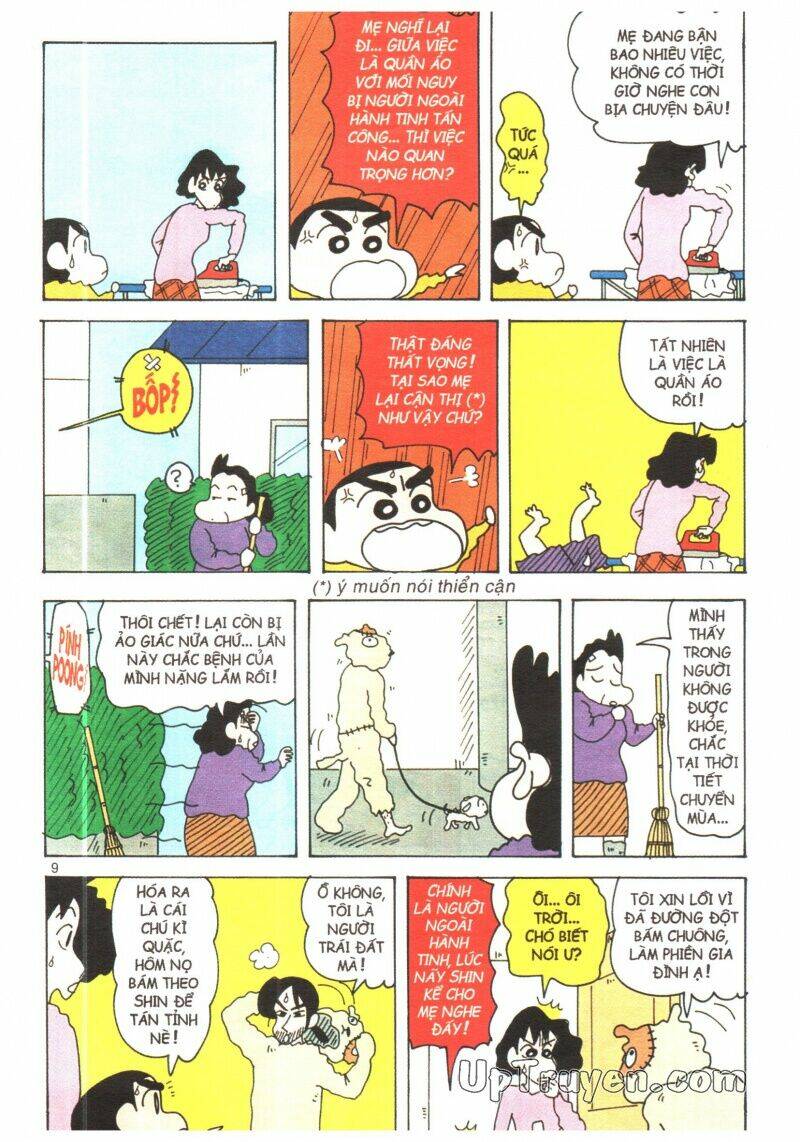 MẸ ĐANG BẬN
BAO NHIÊU VIỆC,
KHÔNG CÓ THỜI
GIỜ NGHE CON
BỊA CHUYỆN ĐÂU!
TỨC
QUÁ
...
MẸ NGHĨ LẠI
ĐI... GIỮA VIỆC
LÀ QUẦN ÁO
VỚI MỐI NGUY
BỊ NGƯỜI NGOÀI
HÀNH TINH TẤN
CÔNG... THÌ VIỆC
NÀO QUAN
TRỌNG HƠN?
TẤT NHIÊN
LÀ VIỆC LÀ
QUẦN ÁO
RỒI!
THẬT ĐÁNG
THẤT VỌNG!
TẠI SAO MẸ
LẠI CẬN THỊ (*)
NHƯ VẬY CHỨ?
BỐP!
?
(*) ý muốn nói thiển cận
MÌNH
THẤY
TRONG
NGƯỜI
KHÔNG
ĐƯỢC
KHỎE,
CHẮC
TẠI THỜI
TIẾT
CHUYỂN
MÙA...
THÔI CHẾT! LẠI CÒN BỊ
ẢO GIÁC NỮA CHỨ... LẦN
NÀY CHẮC BỆNH CỦA
MÌNH NẶNG LẮM RỒI!
PÍNH
POONG!
9
TÔI XIN LỖI VÌ
ĐÃ ĐƯỜNG ĐỘT
BẤM CHUÔNG,
LÀM PHIỀN GIA
ĐÌNH Ạ!
ÔI... ÔI
TRỜI...
CHÓ BIẾT
NÓI Ư?
CHÍNH
LÀ NGƯỜI
NGOÀI
HÀNH
TINH, LÚC
NÃY SHIN
KỂ CHO
MẸ NGHE
ĐẤY!
Ồ KHÔNG,
TÔI LÀ
NGƯỜI
TRÁI ĐẤT
MÀ!
HÓA RA
LÀ CÁI
CHÚ KÌ
QUẶC,
HÔM NỌ
BÁM THEO
SHIN ĐỂ
TÁN TỈNH
NÈ!
UpTruyen.com